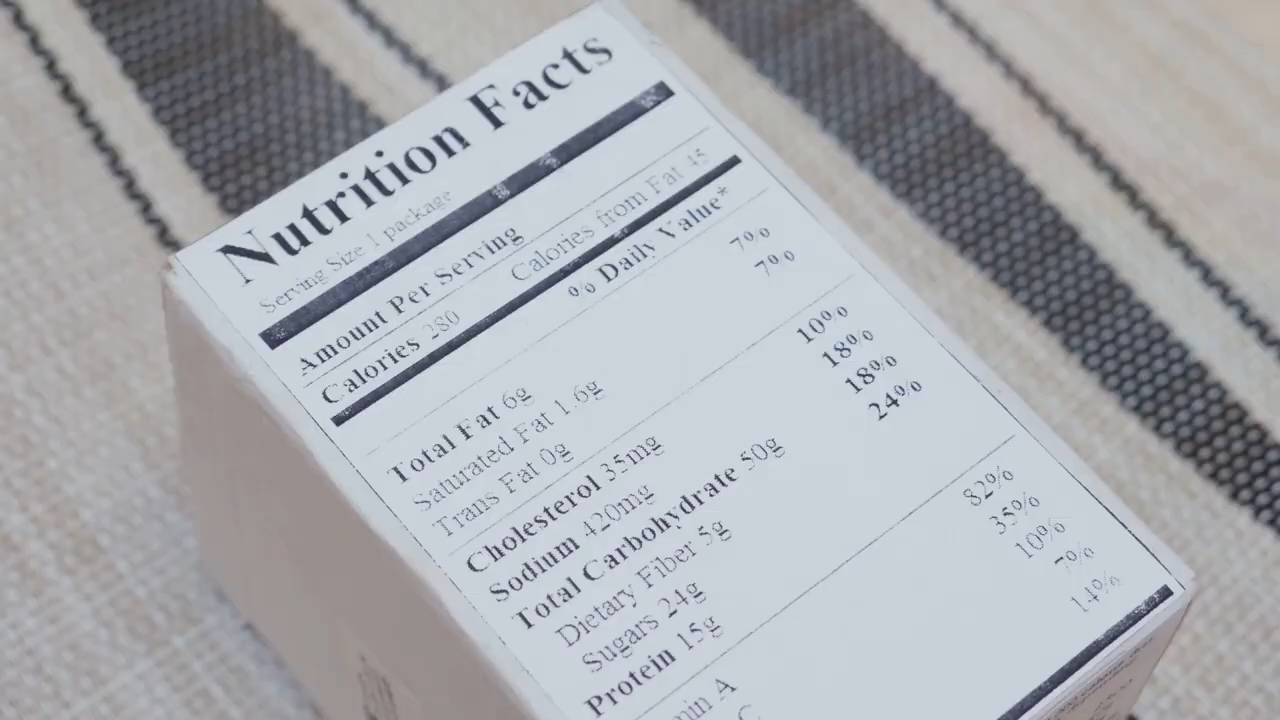 Nutrition Facts
Serving Size 1 package
Amount Per Serving
Calories 280 Calories from Fat 45
% Daily Value*
Total Fat 6g 7%
Saturated Fat 1.6g 7%
Trans Fat 0g
Cholesterol 35mg 10%
Sodium 420mg 18%
Total Carbohydrate 50g 18%
Dietary Fiber 5g 24%
Sugars 24g
Protein 15g 82%
A 35%
C 10%
7%
14%